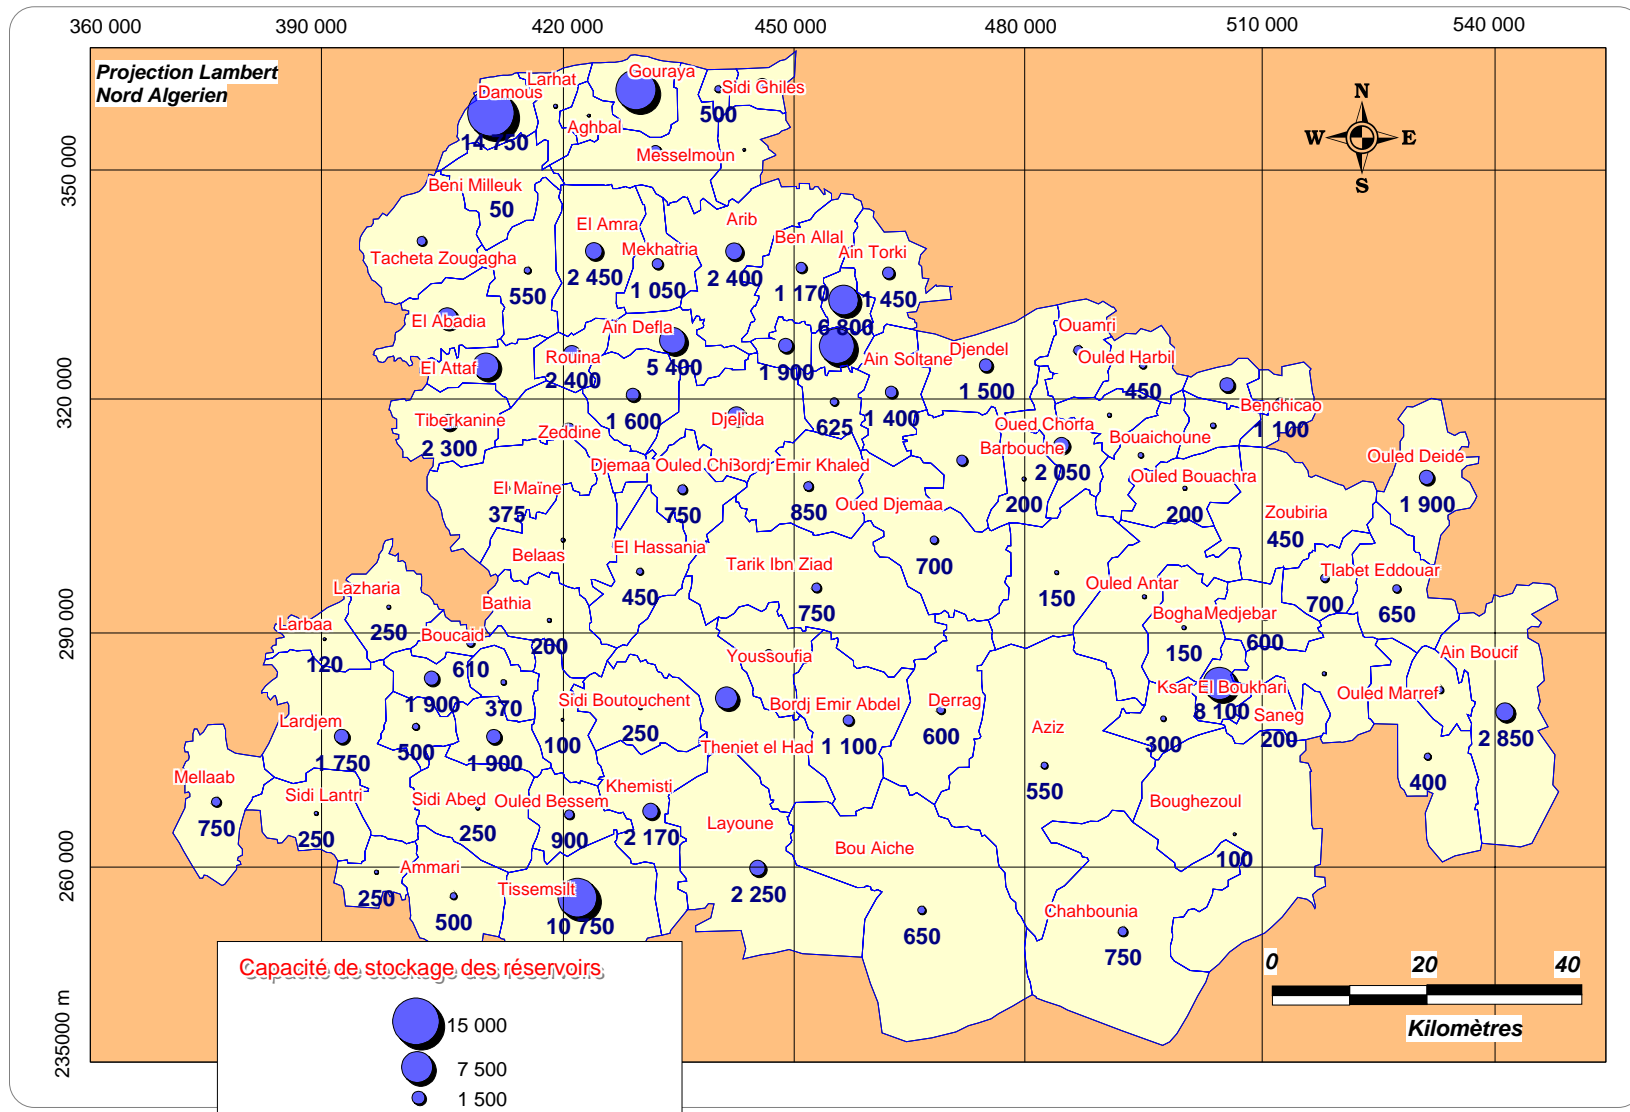 360 000
390 000
420 000
450 000
480 000
510 000
540 000
Projection Lambert
Nord Algerien
350 000
320 000
290 000
260 000
235000 m
N
W
E
S
Larhat
Damous
14 750
Gouraya
Sidi Ghiles
500
Aghbal
Messelmoun
Beni Milleuk
50
Tacheta Zougagha
550
El Amra
2 450
Mekhatria
1 050
Arib
2 400
Ben Allal
1 170
Ain Torki
1 450
6 800
El Abadia
El Attaf
Rouina
2 400
Ain Defla
5 400
1 900
Ain Soltane
1 400
Djendel
1 500
Ouamri
Ouled Harbil
450
Benchicao
1 100
Tiberkanine
2 300
Zeddine
1 600
Djelida
625
Oued Chorfa
2 050
Barbouche
200
Bouaichoune
Ouled Bouachra
200
Ouled Deide
1 900
El Maïne
375
Djemaa Ouled Chi
750
Bordj Emir Khaled
850
Oued Djemaa
700
Zoubiria
450
Belaas
El Hassania
450
Tarik Ibn Ziad
750
150
Ouled Antar
Bogha
150
Medjebar
600
Tlabet Eddouar
700
650
Lazharia
250
Larbaa
120
Boucaid
610
Bathia
200
1 900
370
Youssoufia
Sidi Boutouchent
250
100
Bordj Emir Abdel
1 100
Derrag
600
Aziz
550
Ksar El Boukhari
8 100
300
Saneg
200
Ouled Marref
400
Ain Boucif
2 850
Lardjem
1 750
500
1 900
Theniet el Had
Mellaab
750
Sidi Lantri
250
Sidi Abed
250
Ouled Bessem
900
Khemisti
2 170
Layoune
2 250
Boughezoul
100
Bou Aiche
650
Ammari
250
500
Tissemsilt
10 750
Chahbounia
750
Capacité de stockage des réservoirs
15 000
7 500
1 500
0
20
40
Kilomètres